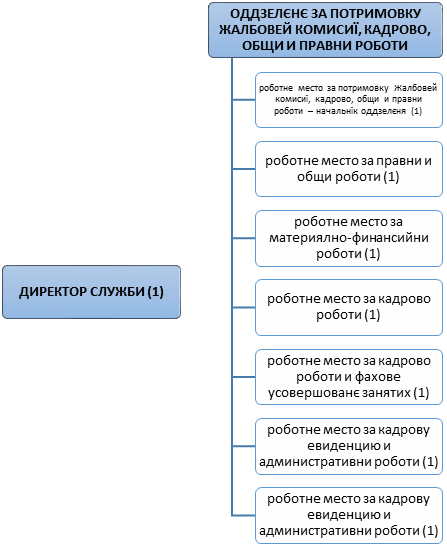 ОДДЗЕЛЄНЄ ЗА ПОТРИМОВКУ
ЖАЛБОВЕЙ КОМИСИЇ, КАДРОВО,
ОБЩИ И ПРАВНИ РОБОТИ
роботне место за потримовку Жалбовей
комисиї, кадрово, общи и правни
роботи – начальнїк оддзелєня (1)
роботне место за правни и
общи роботи (1)
роботне место за
материялно-финансийни
роботи (1)
ДИРЕКТОР СЛУЖБИ (1)
роботне место за кадрово
роботи (1)
роботне место за кадрово
роботи и фахове
усовершованє занятих (1)
роботне место за кадрову
евиденцию и
административни роботи (1)
роботне место за кадрову
евиденцию и
административни роботи (1)